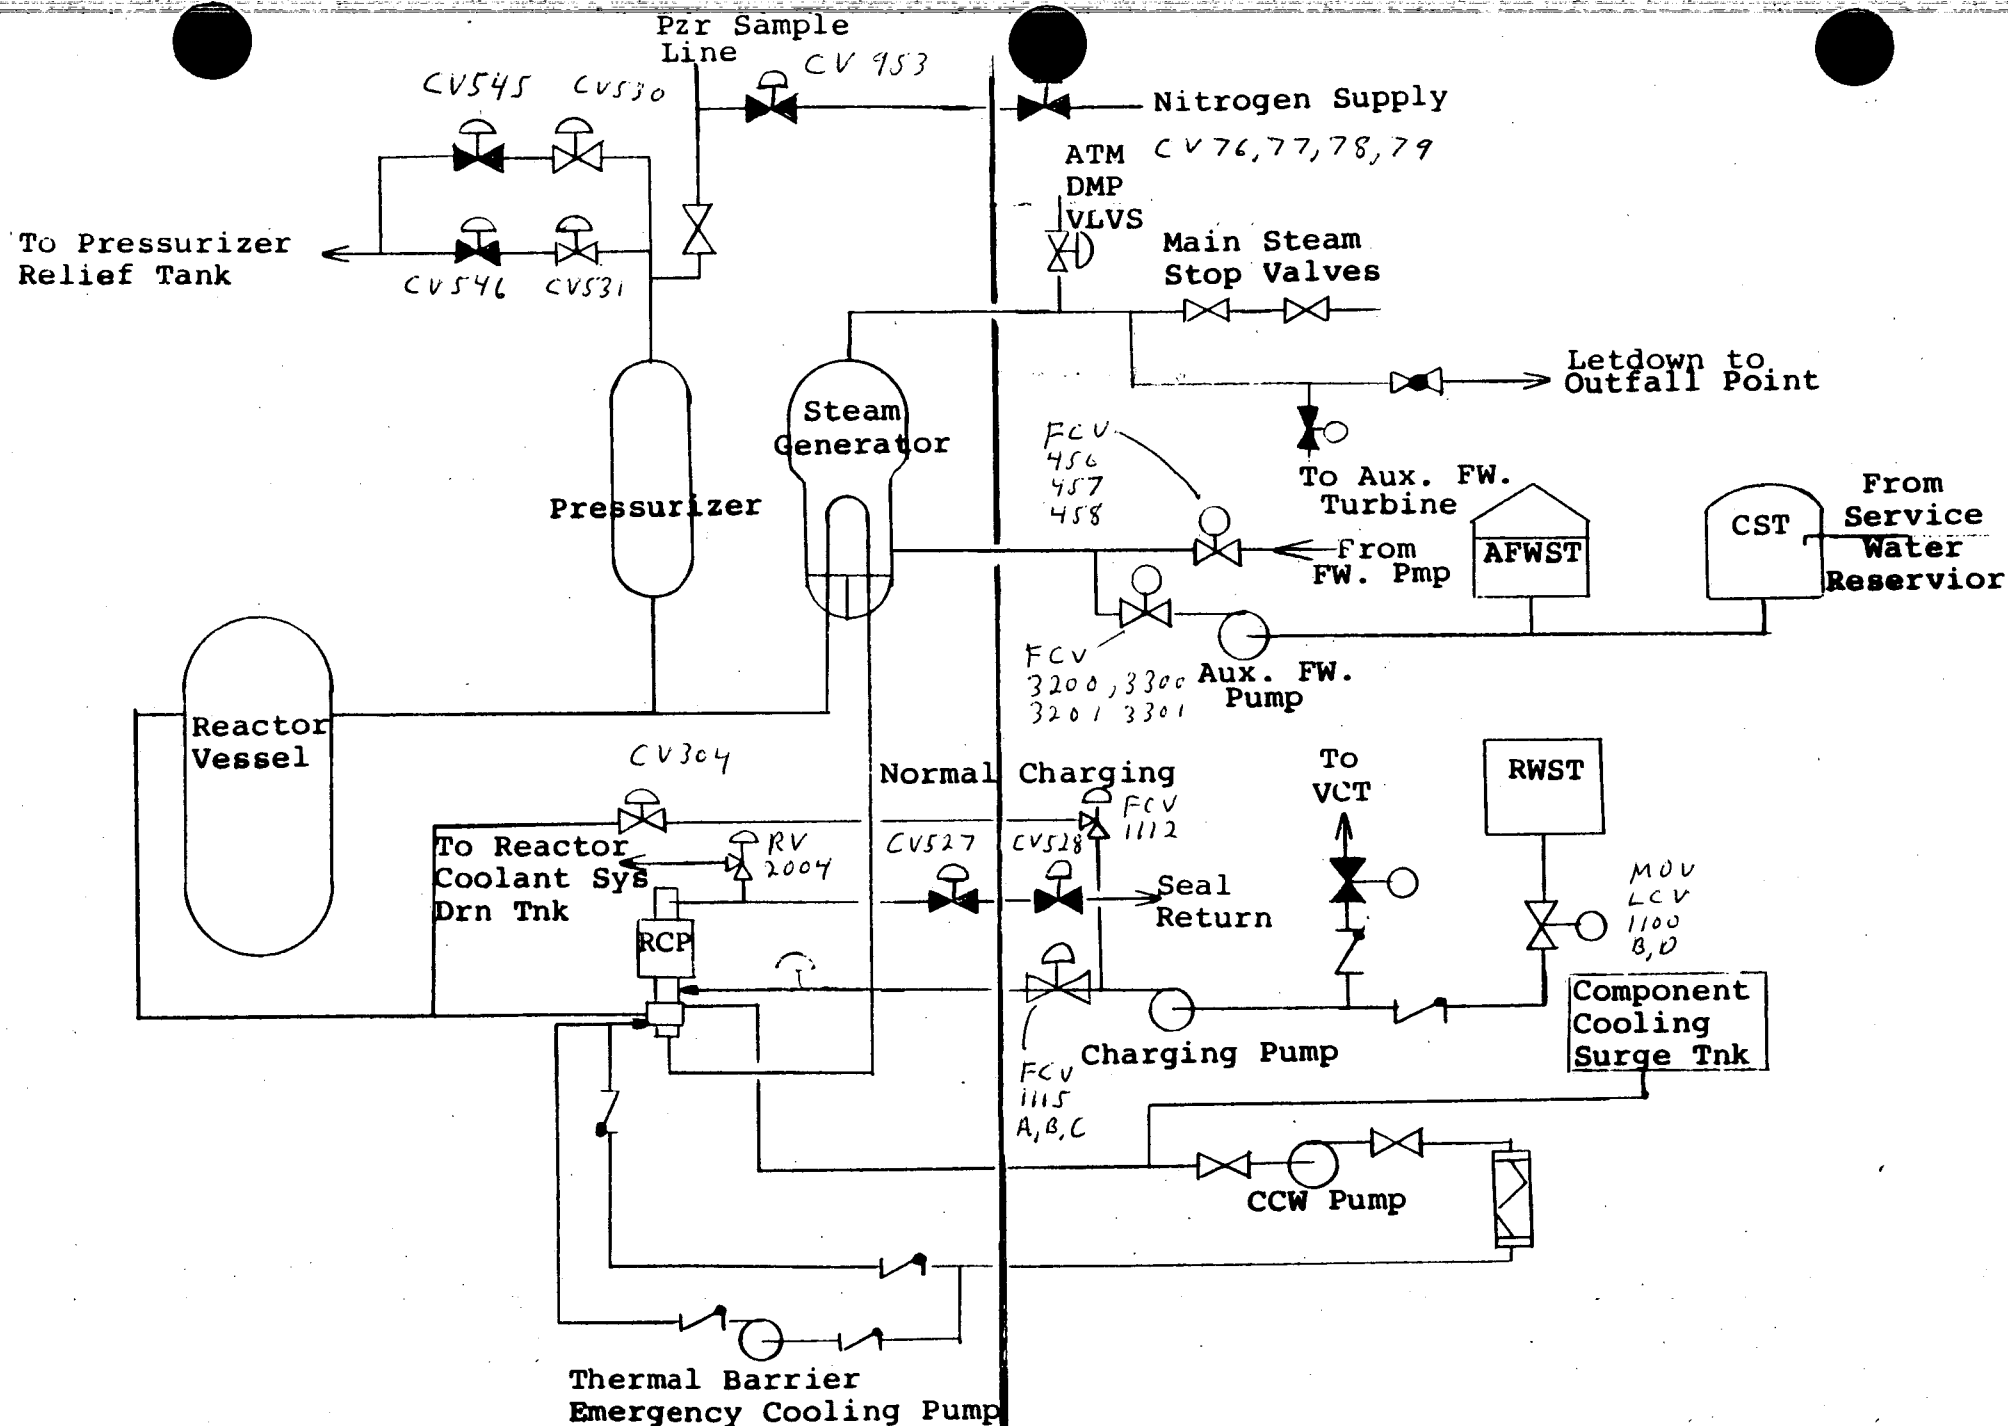 Pzr Sample
Line
CV 953
CV545
CV530
Nitrogen Supply
CV 76,77,78,79
ATM
DMP
VLVS
To Pressurizer
Relief Tank
CV546
CV531
Main Steam
Stop Valves
Letdown to
Outfall Point
Steam
Generator
Pressurizer
FCV
456
457
458
To Aux. FW.
Turbine
From
FW. Pmp
AFWST
CST
From
Service
Water
Reservior
FCV
3200,3300
3201 3301
Aux. FW.
Pump
Reactor
Vessel
CV304
Normal Charging
FCV
1112
To
VCT
RWST
To Reactor
Coolant Sys
Drn Tnk
RV
2004
CV527
CV528
Seal
Return
MOV
LCV
1100
B,D
RCP
Component
Cooling
Surge Tnk
Charging Pump
FCV
1115
A,B,C
CCW Pump
Thermal Barrier
Emergency Cooling Pump